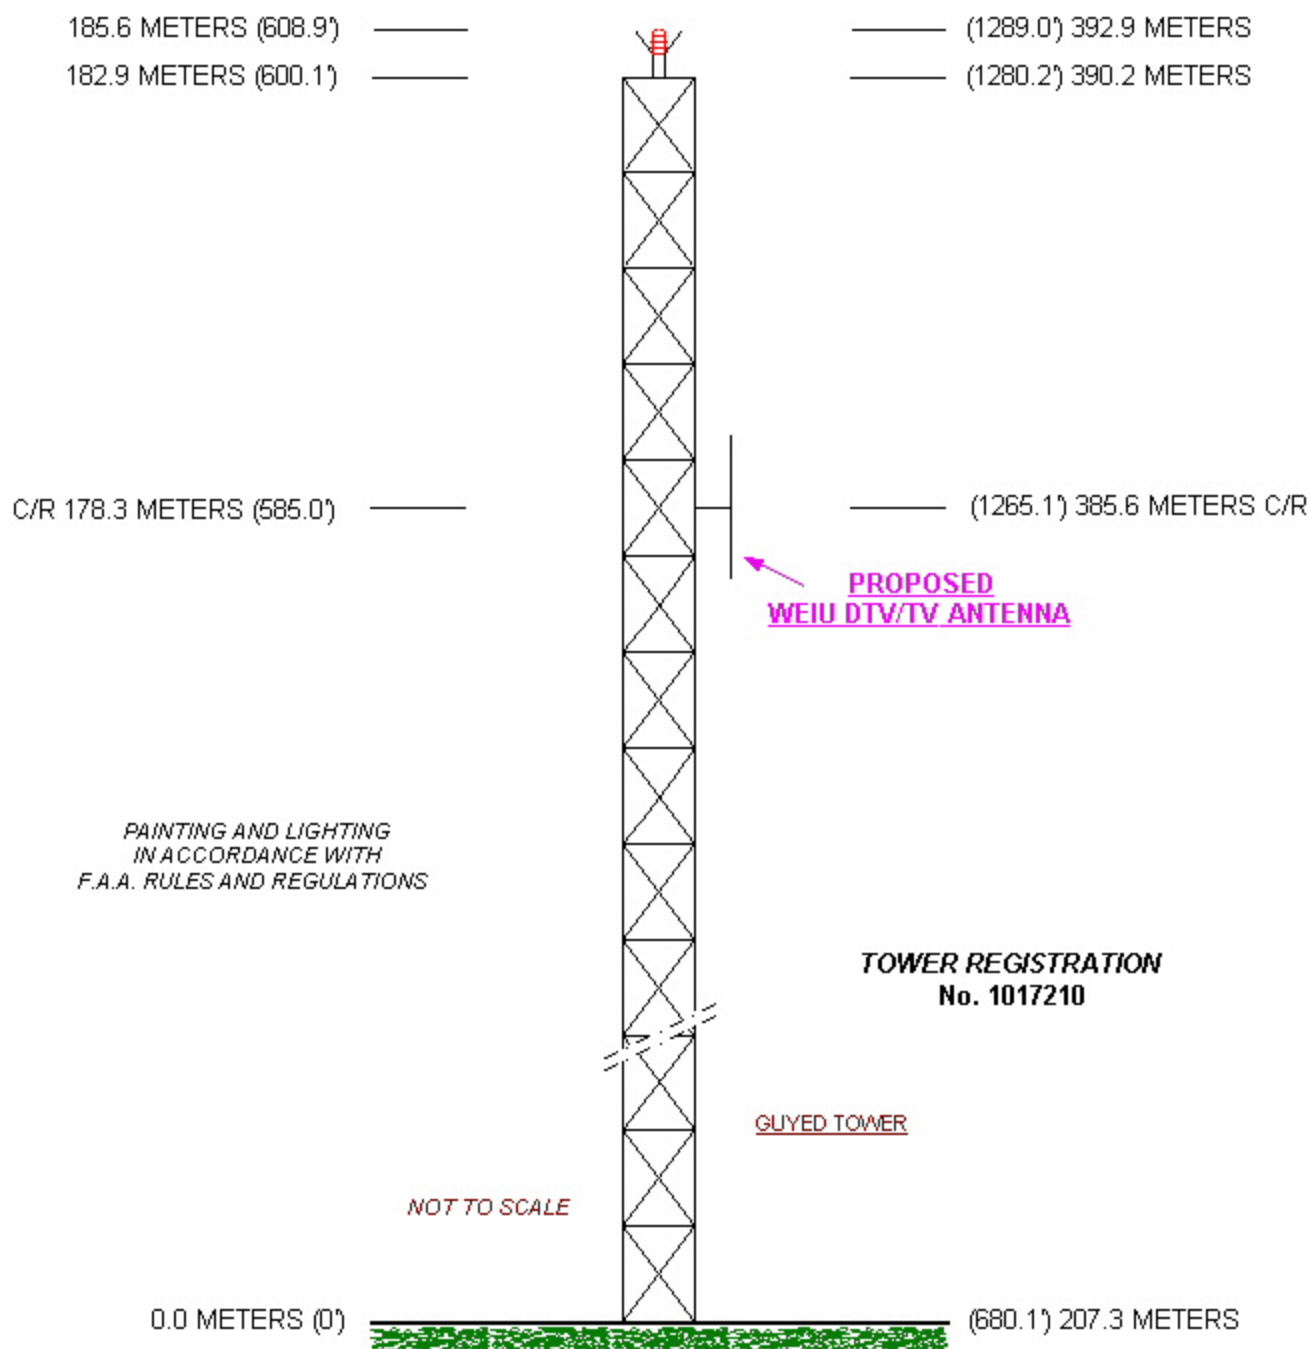 185.6 METERS (608.9') (1289.0') 392.9 METERS
182.9 METERS (600.1') (1280.2') 390.2 METERS
C/R 178.3 METERS (585.0') (1265.1') 385.6 METERS C/R
PROPOSED
WEIU DTV/TV ANTENNA
PAINTING AND LIGHTING
IN ACCORDANCE WITH
F.A.A. RULES AND REGULATIONS
TOWER REGISTRATION
No. 1017210
GUYED TOWER
NOT TO SCALE
0.0 METERS (0') (680.1') 207.3 METERS